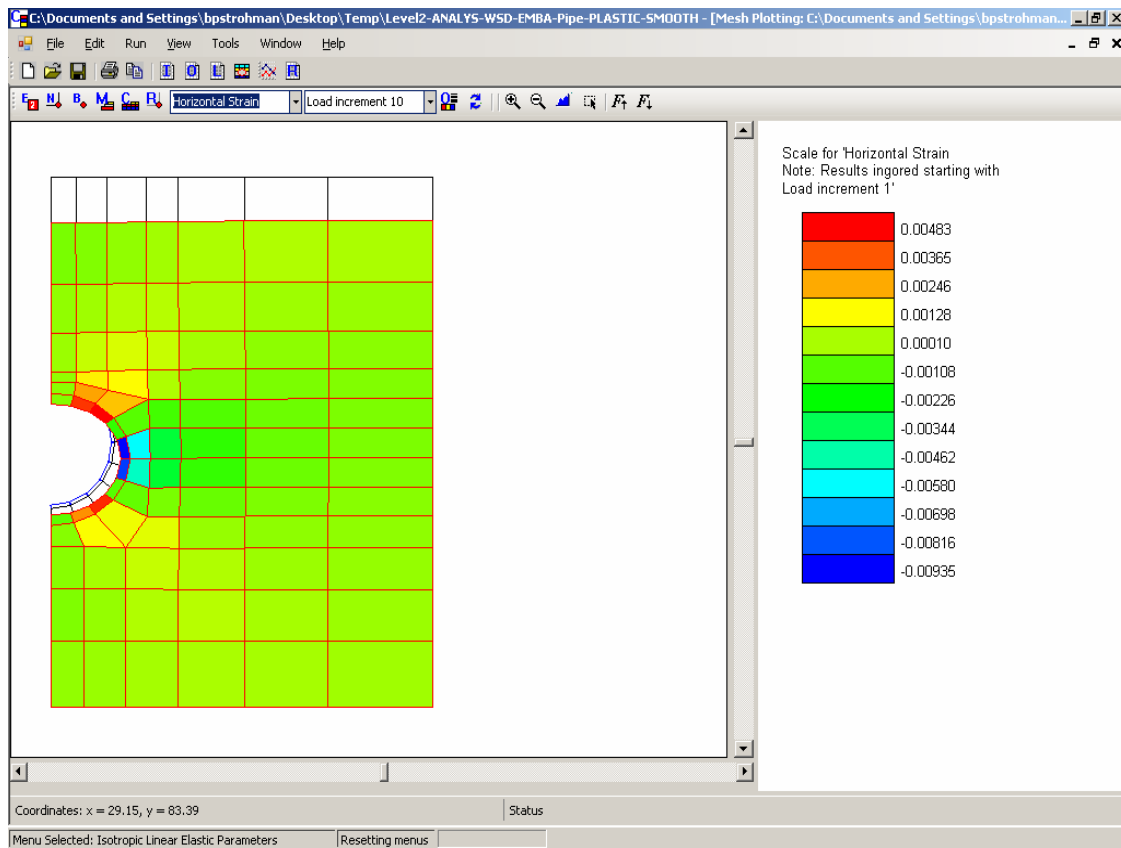 C:\Documents and Settings\bpstrohman\Desktop\Temp\Level2-ANALYS-WSD-EMBA-Pipe-PLASTIC-SMOOTH - [Mesh Plotting: C:\Documents and Settings\bpstrohman...
File Edit Run View Tools Window Help
Horizontal Strain Load increment 10
Scale for 'Horizontal Strain
Note: Results ingored starting with
Load increment 1'
0.00483
0.00365
0.00246
0.00128
0.00010
-0.00108
-0.00226
-0.00344
-0.00462
-0.00580
-0.00698
-0.00816
-0.00935
Coordinates: x = 29.15, y = 83.39 Status
Menu Selected: Isotropic Linear Elastic Parameters Resetting menus